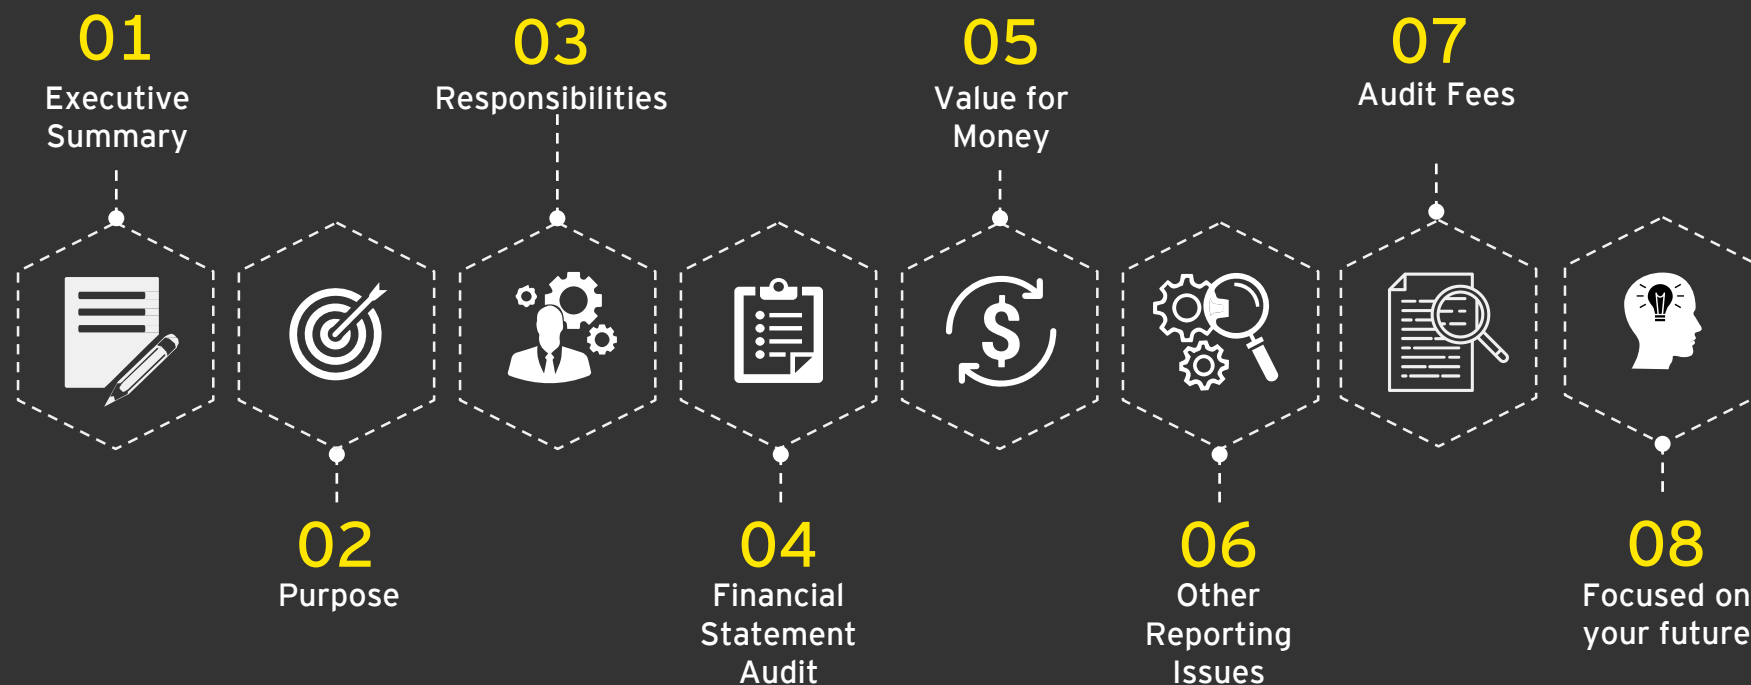 01
Executive
Summary
02
Purpose
03
Responsibilities
04
Financial
Statement
Audit
05
Value for
Money
06
Other
Reporting
Issues
07
Audit Fees
08
Focused on
your future